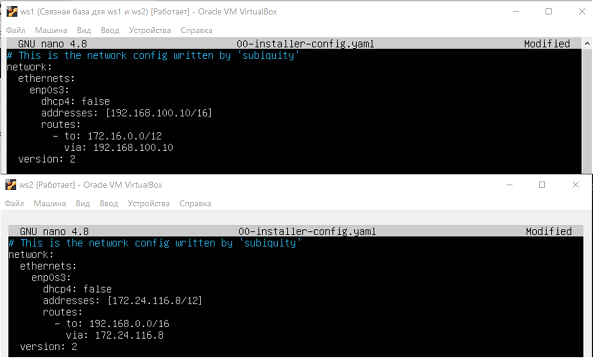 ws1 (Связная база для ws1 и ws2) [Работает] - Oracle VM VirtualBox
Файл Машина Вид Ввод Устройства Справка
GNU nano 4.8 00-installer-config.yaml Modified
# This is the network config written by 'subiquity'
network:
  ethernets:
    enp0s3:
      dhcp4: false
      addresses: [192.168.100.10/16]
      routes:
        - to: 172.16.0.0/12
          via: 192.168.100.10
  version: 2
ws2 [Работает] - Oracle VM VirtualBox
Файл Машина Вид Ввод Устройства Справка
GNU nano 4.8 00-installer-config.yaml Modified
# This is the network config written by 'subiquity'
network:
  ethernets:
    enp0s3:
      dhcp4: false
      addresses: [172.24.116.8/12]
      routes:
        - to: 192.168.0.0/16
          via: 172.24.116.8
  version: 2